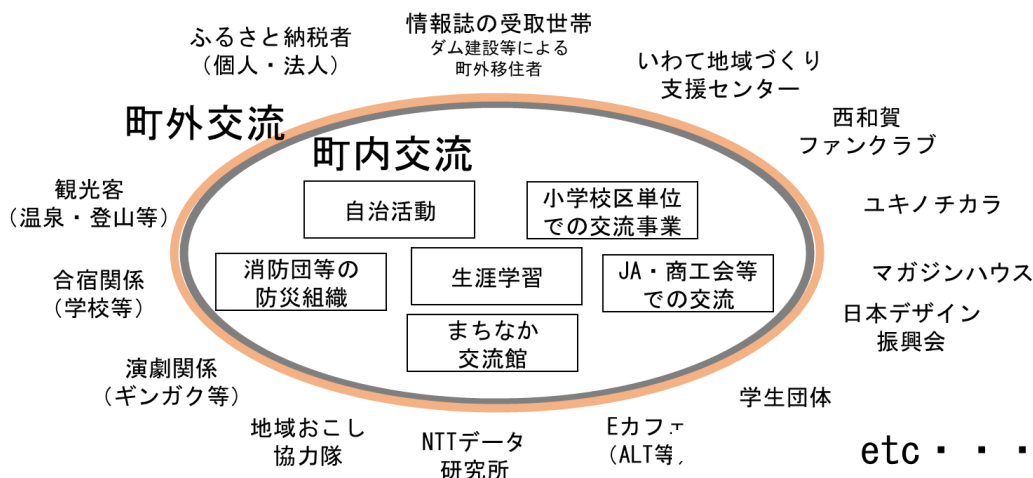 ふるさと納税者
（個人・法人）
情報誌の受取世帯
ダム建設等による
町外移住者
いわて地域づくり
支援センター
西和賀
ファンクラブ
町外交流
町内交流
観光客
（温泉・登山等）
自治活動
小学校区単位
での交流事業
ユキノチカラ
合宿関係
（学校等）
消防団等の
防災組織
生涯学習
JA・商工会等
での交流
マガジンハウス
日本デザイン
振興会
まちなか
交流館
演劇関係
（ギンガク等）
学生団体
地域おこし
協力隊
NTTデータ
研究所
Eカフェ
（ALT等
etc・・・